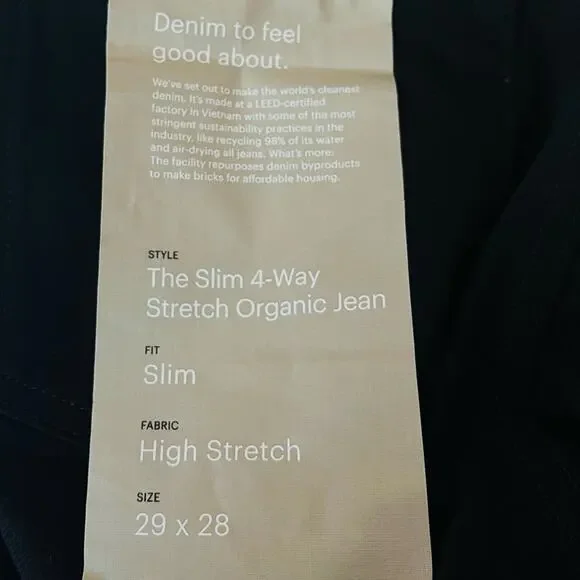 Denim to feel
good about.
We've set out to make the world's cleanest
denim. It's made at a LEED-certified
factory in Vietnam with some of the most
stringent sustainability practices in the
industry, like recycling 98% of its water
and air-drying all jeans. What's more:
The facility repurposes denim byproducts
to make bricks for affordable housing.
STYLE
The Slim 4-Way
Stretch Organic Jean
FIT
Slim
FABRIC
High Stretch
SIZE
29 x 28